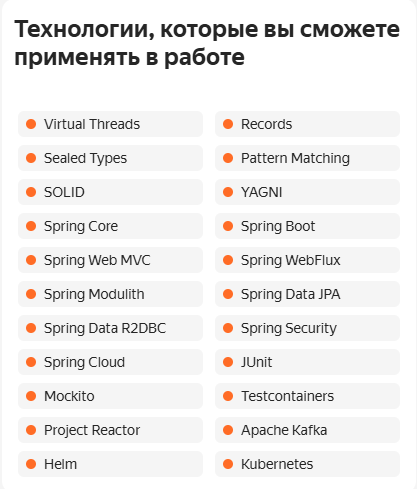 Технологии, которые вы сможете
применять в работе
Virtual Threads
Records
Sealed Types
Pattern Matching
SOLID
YAGNI
Spring Core
Spring Boot
Spring Web MVC
Spring WebFlux
Spring Modulith
Spring Data JPA
Spring Data R2DBC
Spring Security
Spring Cloud
JUnit
Mockito
Testcontainers
Project Reactor
Apache Kafka
Helm
Kubernetes